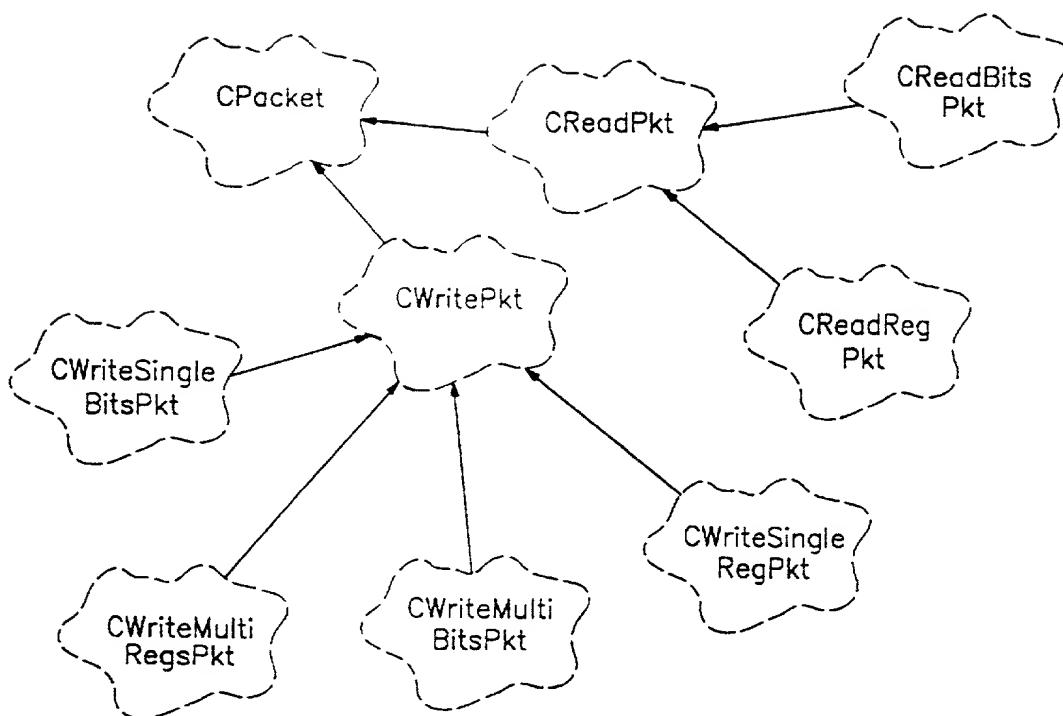 CPacket
CReadPkt
CReadBits
Pkt
CWritePkt
CReadReg
Pkt
CWriteSingle
BitsPkt
CWriteSingle
RegPkt
CWriteMulti
RegsPkt
CWriteMulti
BitsPkt